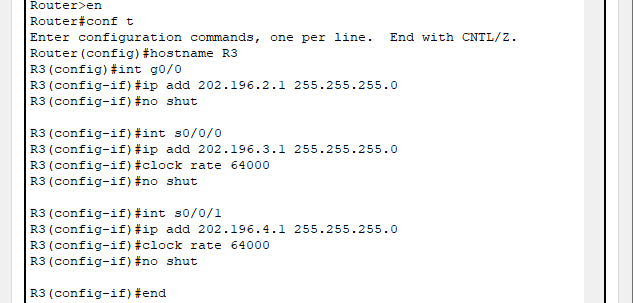 Router>en
Router#conf t
Enter configuration commands, one per line.  End with CNTL/Z.
Router(config)#hostname R3
R3(config)#int g0/0
R3(config-if)#ip add 202.196.2.1 255.255.255.0
R3(config-if)#no shut
R3(config-if)#int s0/0/0
R3(config-if)#ip add 202.196.3.1 255.255.255.0
R3(config-if)#clock rate 64000
R3(config-if)#no shut
R3(config-if)#int s0/0/1
R3(config-if)#ip add 202.196.4.1 255.255.255.0
R3(config-if)#clock rate 64000
R3(config-if)#no shut
R3(config-if)#end